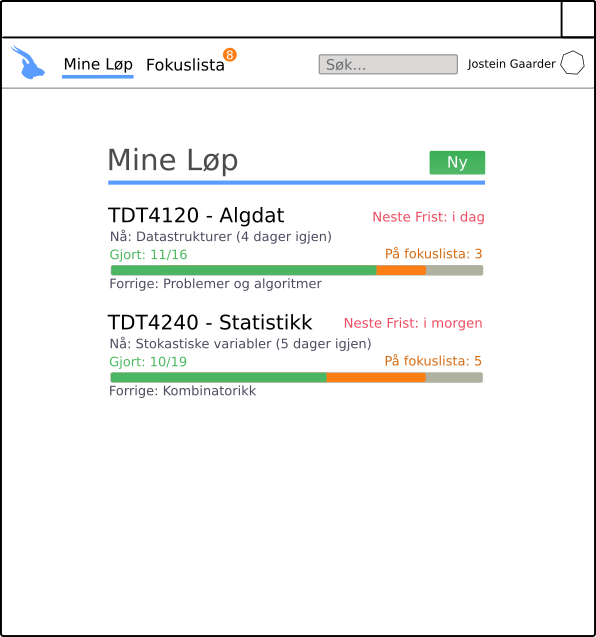 Mine Løp Fokuslista 8 Søk... Jostein Gaarder
Mine Løp Ny
TDT4120 - Algdat Neste Frist: i dag
Nå: Datastrukturer (4 dager igjen)
Gjort: 11/16 På fokuslista: 3
Forrige: Problemer og algoritmer
TDT4240 - Statistikk Neste Frist: i morgen
Nå: Stokastiske variabler (5 dager igjen)
Gjort: 10/19 På fokuslista: 5
Forrige: Kombinatorikk